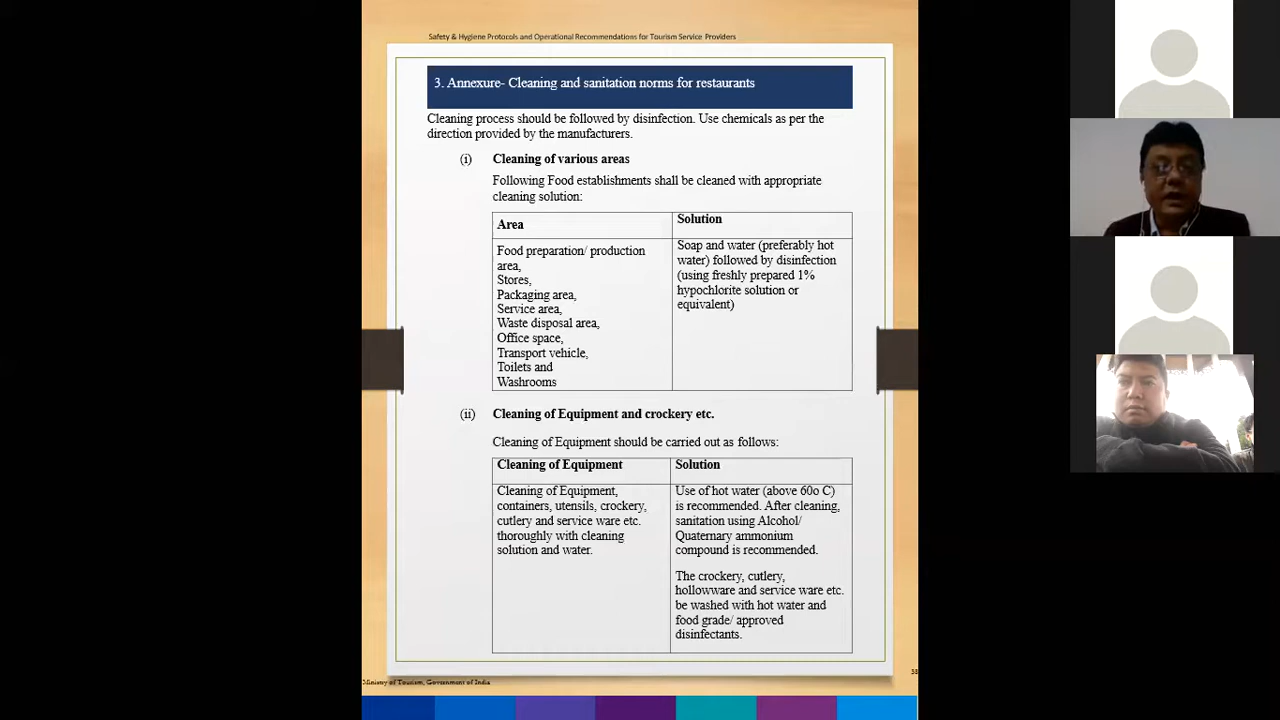 Safety & Hygiene Protocols and Operational Recommendations for Tourism Service Providers
3. Annexure- Cleaning and sanitation norms for restaurants
Cleaning process should be followed by disinfection. Use chemicals as per the
direction provided by the manufacturers.
(i) Cleaning of various areas
Following Food establishments shall be cleaned with appropriate
cleaning solution:
Area
Solution
Food preparation/ production
area,
Stores,
Packaging area,
Service area,
Waste disposal area,
Office space,
Transport vehicle,
Toilets and
Washrooms
Soap and water (preferably hot
water) followed by disinfection
(using freshly prepared 1%
hypochlorite solution or
equivalent)
(ii) Cleaning of Equipment and crockery etc.
Cleaning of Equipment should be carried out as follows:
Cleaning of Equipment
Solution
Cleaning of Equipment,
containers, utensils, crockery,
cutlery and service ware etc.
thoroughly with cleaning
solution and water.
Use of hot water (above 60o C)
is recommended. After cleaning,
sanitation using Alcohol/
Quaternary ammonium
compound is recommended.
The crockery, cutlery,
hollowware and service ware etc.
be washed with hot water and
food grade/ approved
disinfectants.
Ministry of Tourism, Government of India